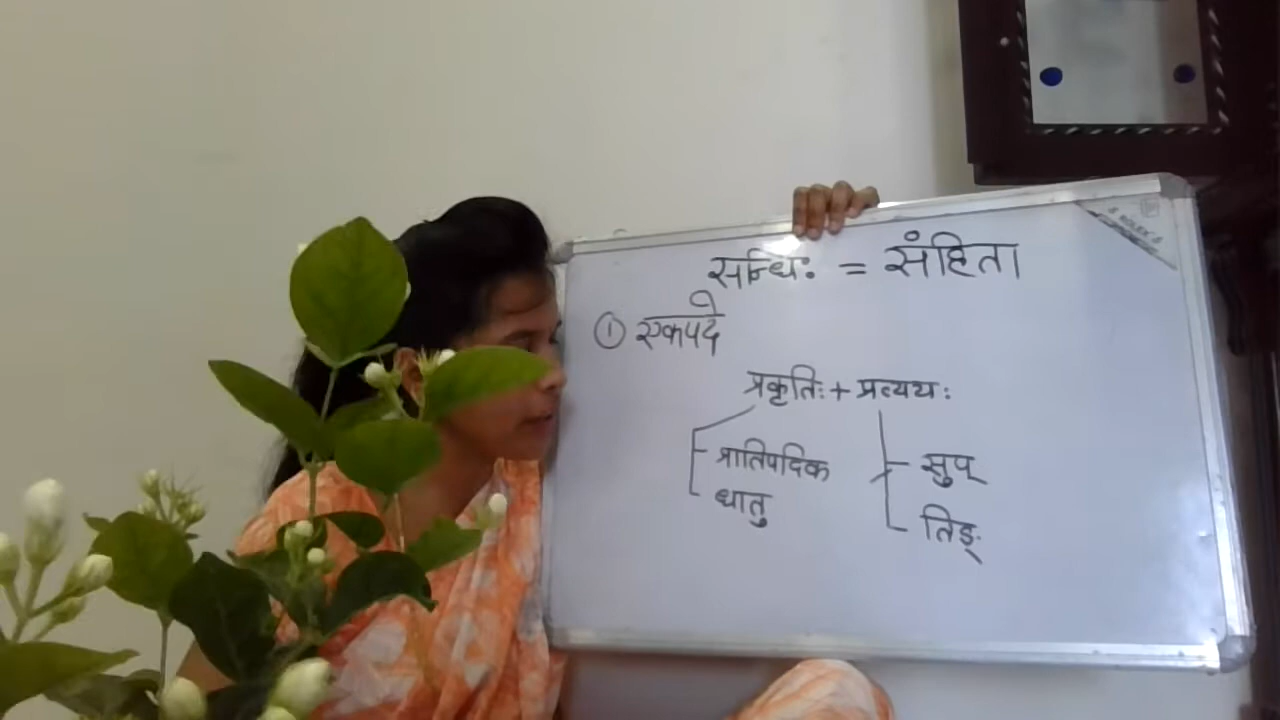 सन्धिः = संहिता
① एकपदे
प्रकृतिः + प्रत्ययः
प्रातिपदिक
सुप्
धातु
तिङ्